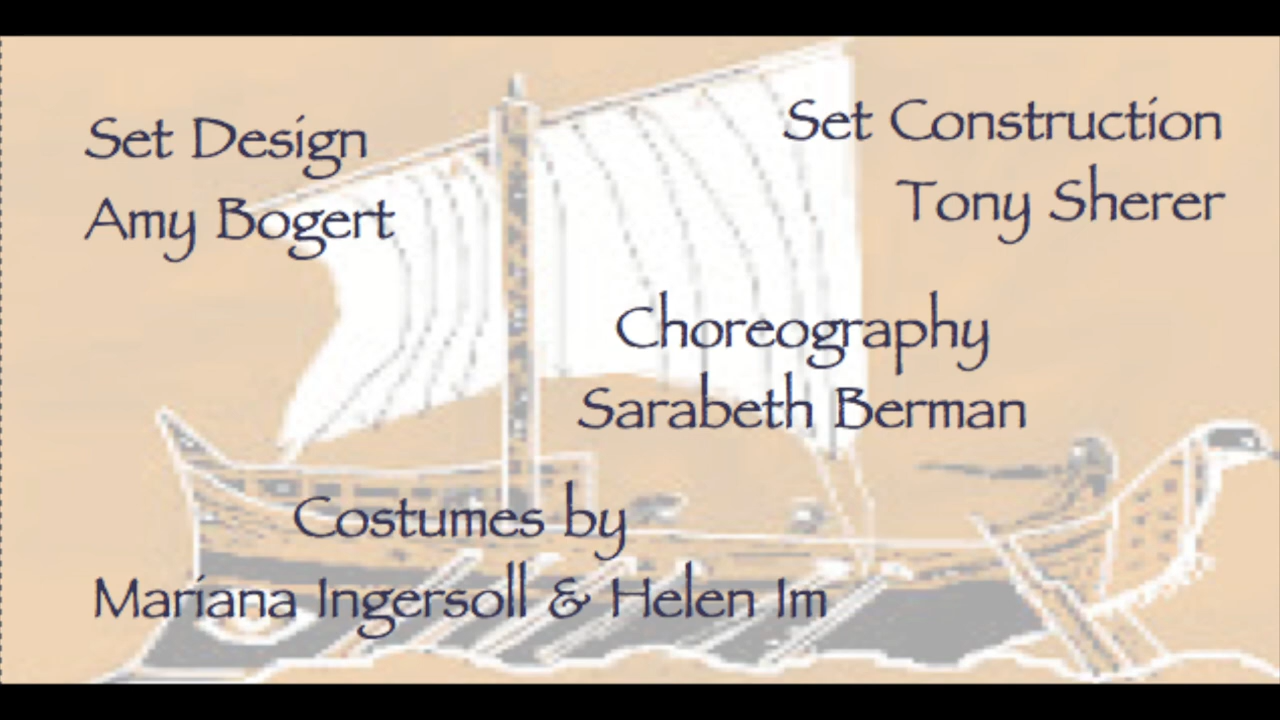 Set Design
Amy Bogert
Set Construction
Tony Sherer
Choreography
Sarabeth Berman
Costumes by
Mariana Ingersoll & Helen Im